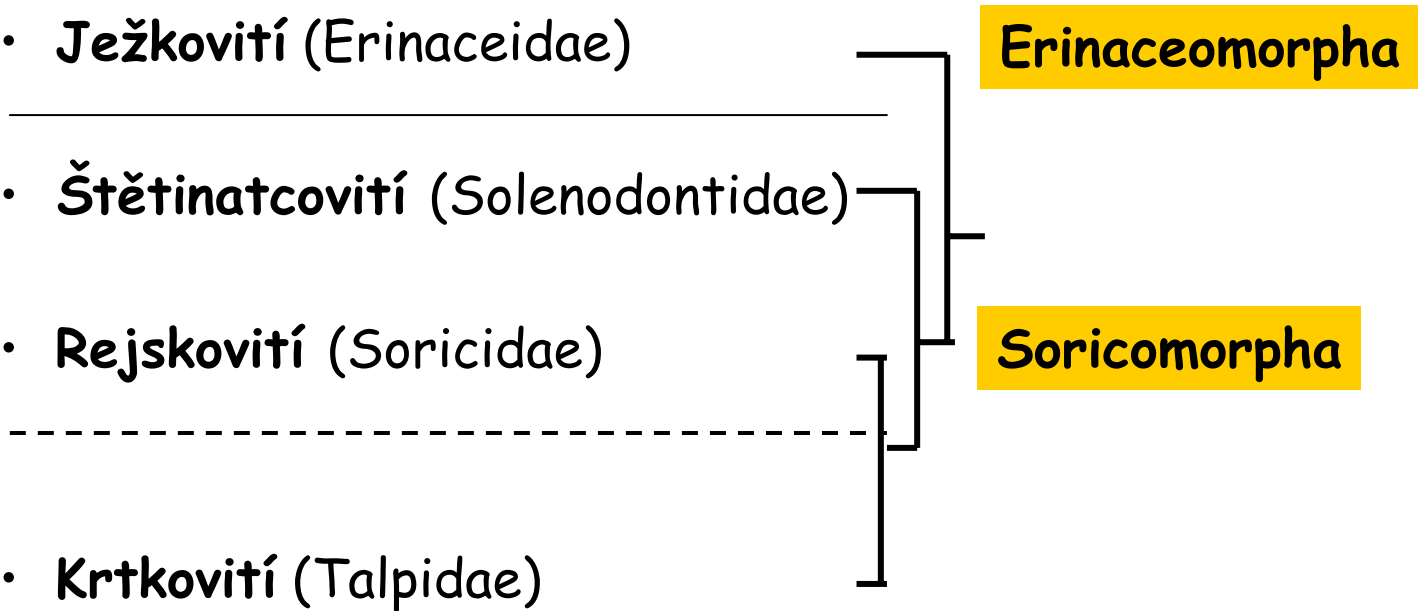 • Ježkovití (Erinaceidae) Erinaceomorpha
• Štětinatcovití (Solenodontidae)
• Rejskovití (Soricidae) Soricomorpha
• Krtkovití (Talpidae)